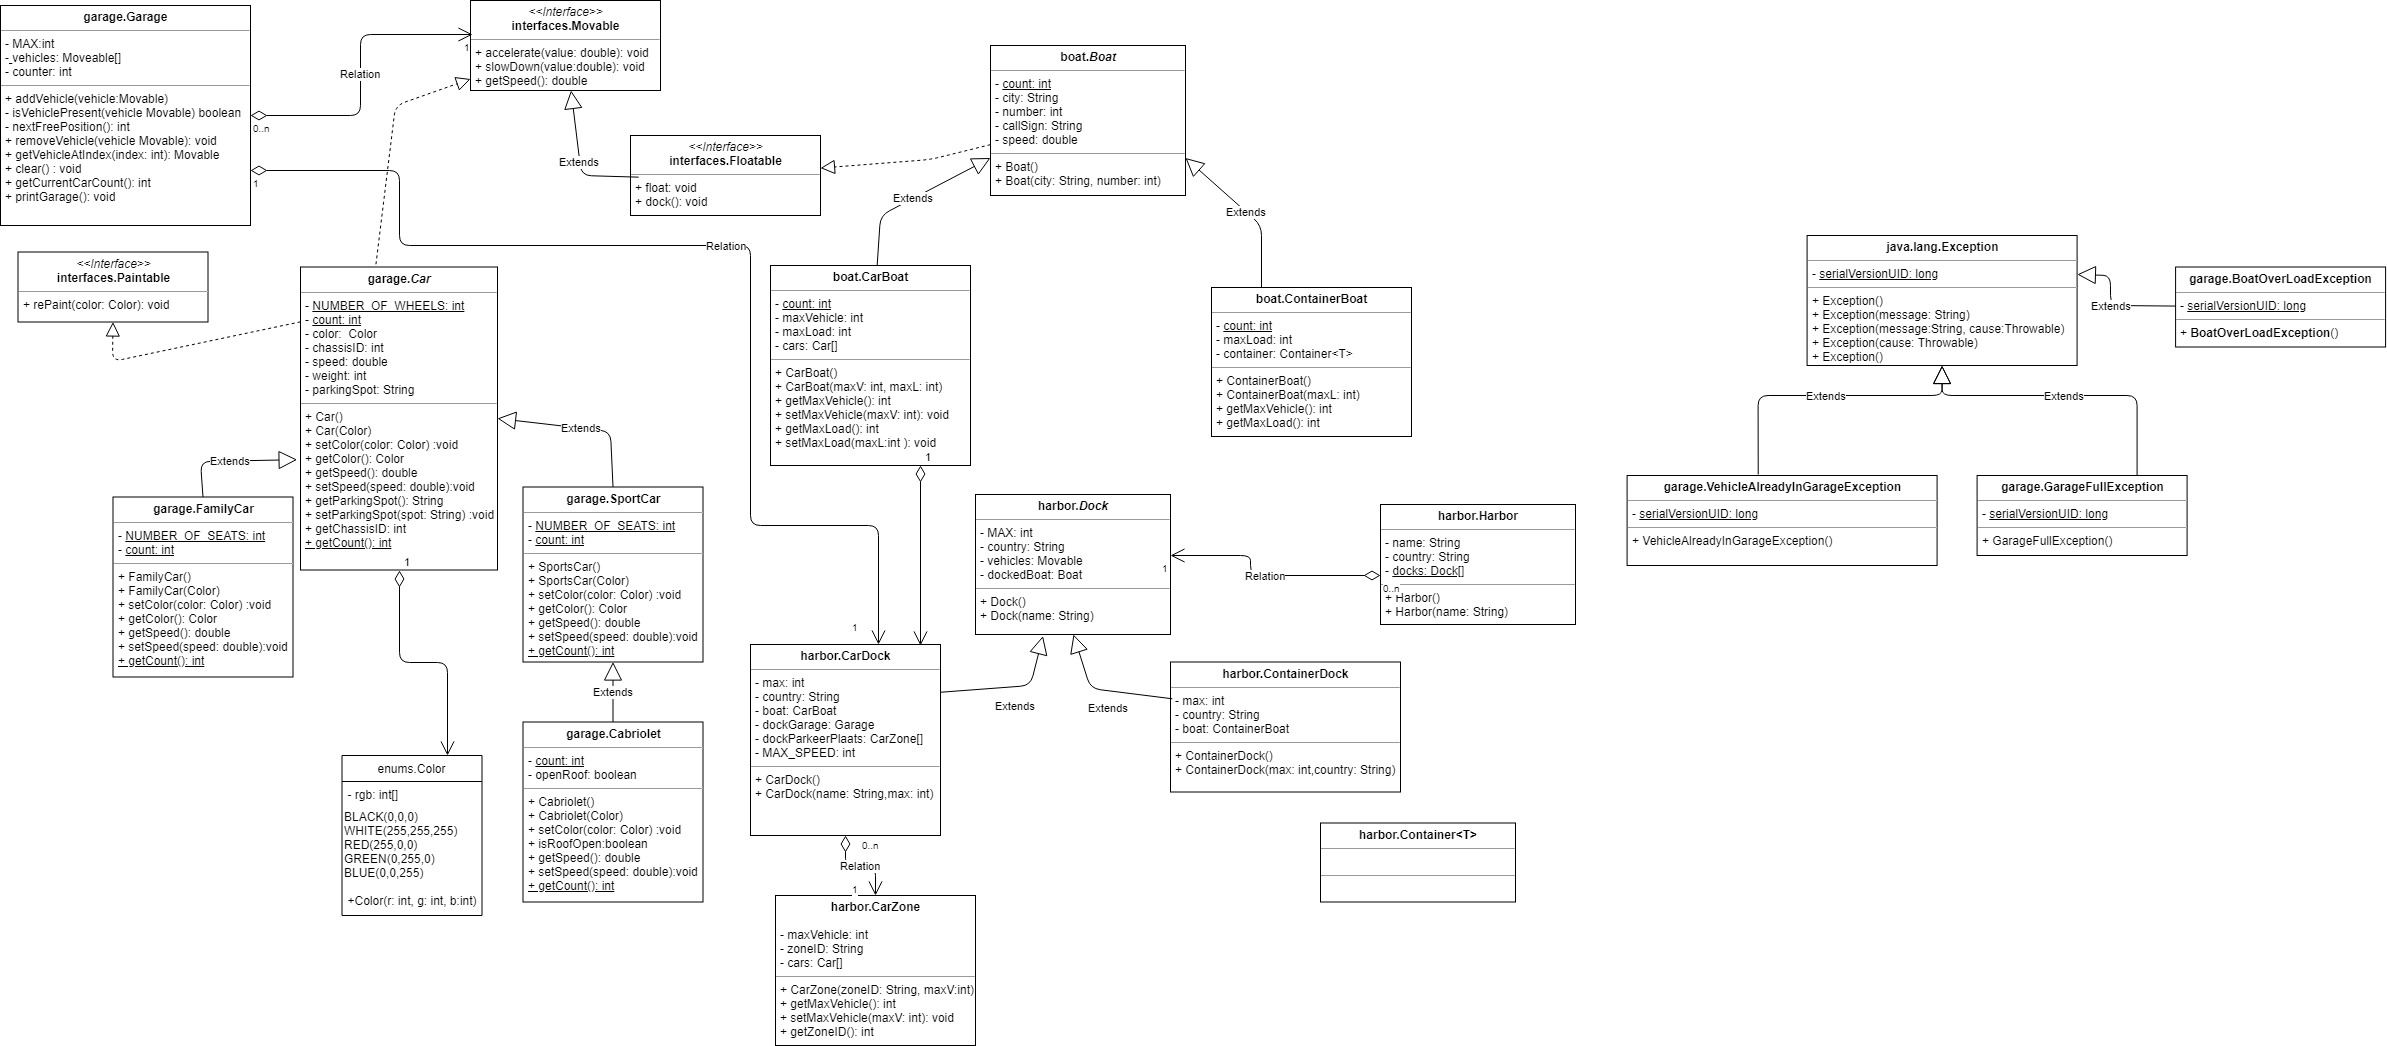 garage.Garage
- MAX:int
- vehicles: Moveable[]
- counter: int
+ addVehicle(vehicle:Movable)
- isVehiclePresent(vehicle Movable) boolean
- nextFreePosition(): int
+ removeVehicle(vehicle Movable): void
+ getVehicleAtIndex(index: int): Movable
+ clear() : void
+ getCurrentCarCount(): int
+ printGarage(): void
0..n
1
Relation
1
<<Interface>>
interfaces.Movable
+ accelerate(value: double): void
+ slowDown(value:double): void
+ getSpeed(): double
Extends
<<Interface>>
interfaces.Floatable
+ float: void
+ dock(): void
boat.Boat
- count: int
- city: String
- number: int
- callSign: String
- speed: double
+ Boat()
+ Boat(city: String, number: int)
Extends
Extends
Relation
<<Interface>>
interfaces.Paintable
+ rePaint(color: Color): void
garage.Car
- NUMBER_OF_WHEELS: int
- count: int
- color:  Color
- chassisID: int
- speed: double
- weight: int
- parkingSpot: String
+ Car()
+ Car(Color)
+ setColor(color: Color) :void
+ getColor(): Color
+ getSpeed(): double
+ setSpeed(speed: double):void
+ getParkingSpot(): String
+ setParkingSpot(spot: String) :void
+ getChassisID: int
+ getCount(): int
1
Extends
Extends
garage.FamilyCar
- NUMBER_OF_SEATS: int
- count: int
+ FamilyCar()
+ FamilyCar(Color)
+ setColor(color: Color) :void
+ getColor(): Color
+ getSpeed(): double
+ setSpeed(speed: double):void
+ getCount(): int
garage.SportCar
- NUMBER_OF_SEATS: int
- count: int
+ SportsCar()
+ SportsCar(Color)
+ setColor(color: Color) :void
+ getColor(): Color
+ getSpeed(): double
+ setSpeed(speed: double):void
+ getCount(): int
Extends
garage.Cabriolet
- count: int
- openRoof: boolean
+ Cabriolet()
+ Cabriolet(Color)
+ setColor(color: Color) :void
+ isRoofOpen:boolean
+ getSpeed(): double
+ setSpeed(speed: double):void
+ getCount(): int
enums.Color
- rgb: int[]
BLACK(0,0,0)
WHITE(255,255,255)
RED(255,0,0)
GREEN(0,255,0)
BLUE(0,0,255)
+Color(r: int, g: int, b:int)
boat.CarBoat
- count: int
- maxVehicle: int
- maxLoad: int
- cars: Car[]
+ CarBoat()
+ CarBoat(maxV: int, maxL: int)
+ getMaxVehicle(): int
+ setMaxVehicle(maxV: int): void
+ getMaxLoad(): int
+ setMaxLoad(maxL:int ): void
1
boat.ContainerBoat
- count: int
- maxLoad: int
- container: Container<T>
+ ContainerBoat()
+ ContainerBoat(maxL: int)
+ getMaxVehicle(): int
+ getMaxLoad(): int
java.lang.Exception
- serialVersionUID: long
+ Exception()
+ Exception(message: String)
+ Exception(message:String, cause:Throwable)
+ Exception(cause: Throwable)
+ Exception()
Extends
garage.BoatOverLoadException
- serialVersionUID: long
+ BoatOverLoadException()
Extends
Extends
garage.VehicleAlreadyInGarageException
- serialVersionUID: long
+ VehicleAlreadyInGarageException()
garage.GarageFullException
- serialVersionUID: long
+ GarageFullException()
harbor.Dock
- MAX: int
- country: String
- vehicles: Movable
- dockedBoat: Boat
+ Dock()
+ Dock(name: String)
1
Relation
harbor.Harbor
- name: String
- country: String
- docks: Dock[]
0..n
+ Harbor()
+ Harbor(name: String)
1
harbor.CarDock
- max: int
- country: String
- boat: CarBoat
- dockGarage: Garage
- dockParkeerPlaats: CarZone[]
- MAX_SPEED: int
+ CarDock()
+ CarDock(name: String,max: int)
Extends
Extends
harbor.ContainerDock
- max: int
- country: String
- boat: ContainerBoat
+ ContainerDock()
+ ContainerDock(max: int,country: String)
0..n
Relation
1
harbor.CarZone
- maxVehicle: int
- zoneID: String
- cars: Car[]
+ CarZone(zoneID: String, maxV:int)
+ getMaxVehicle(): int
+ setMaxVehicle(maxV: int): void
+ getZoneID(): int
harbor.Container<T>